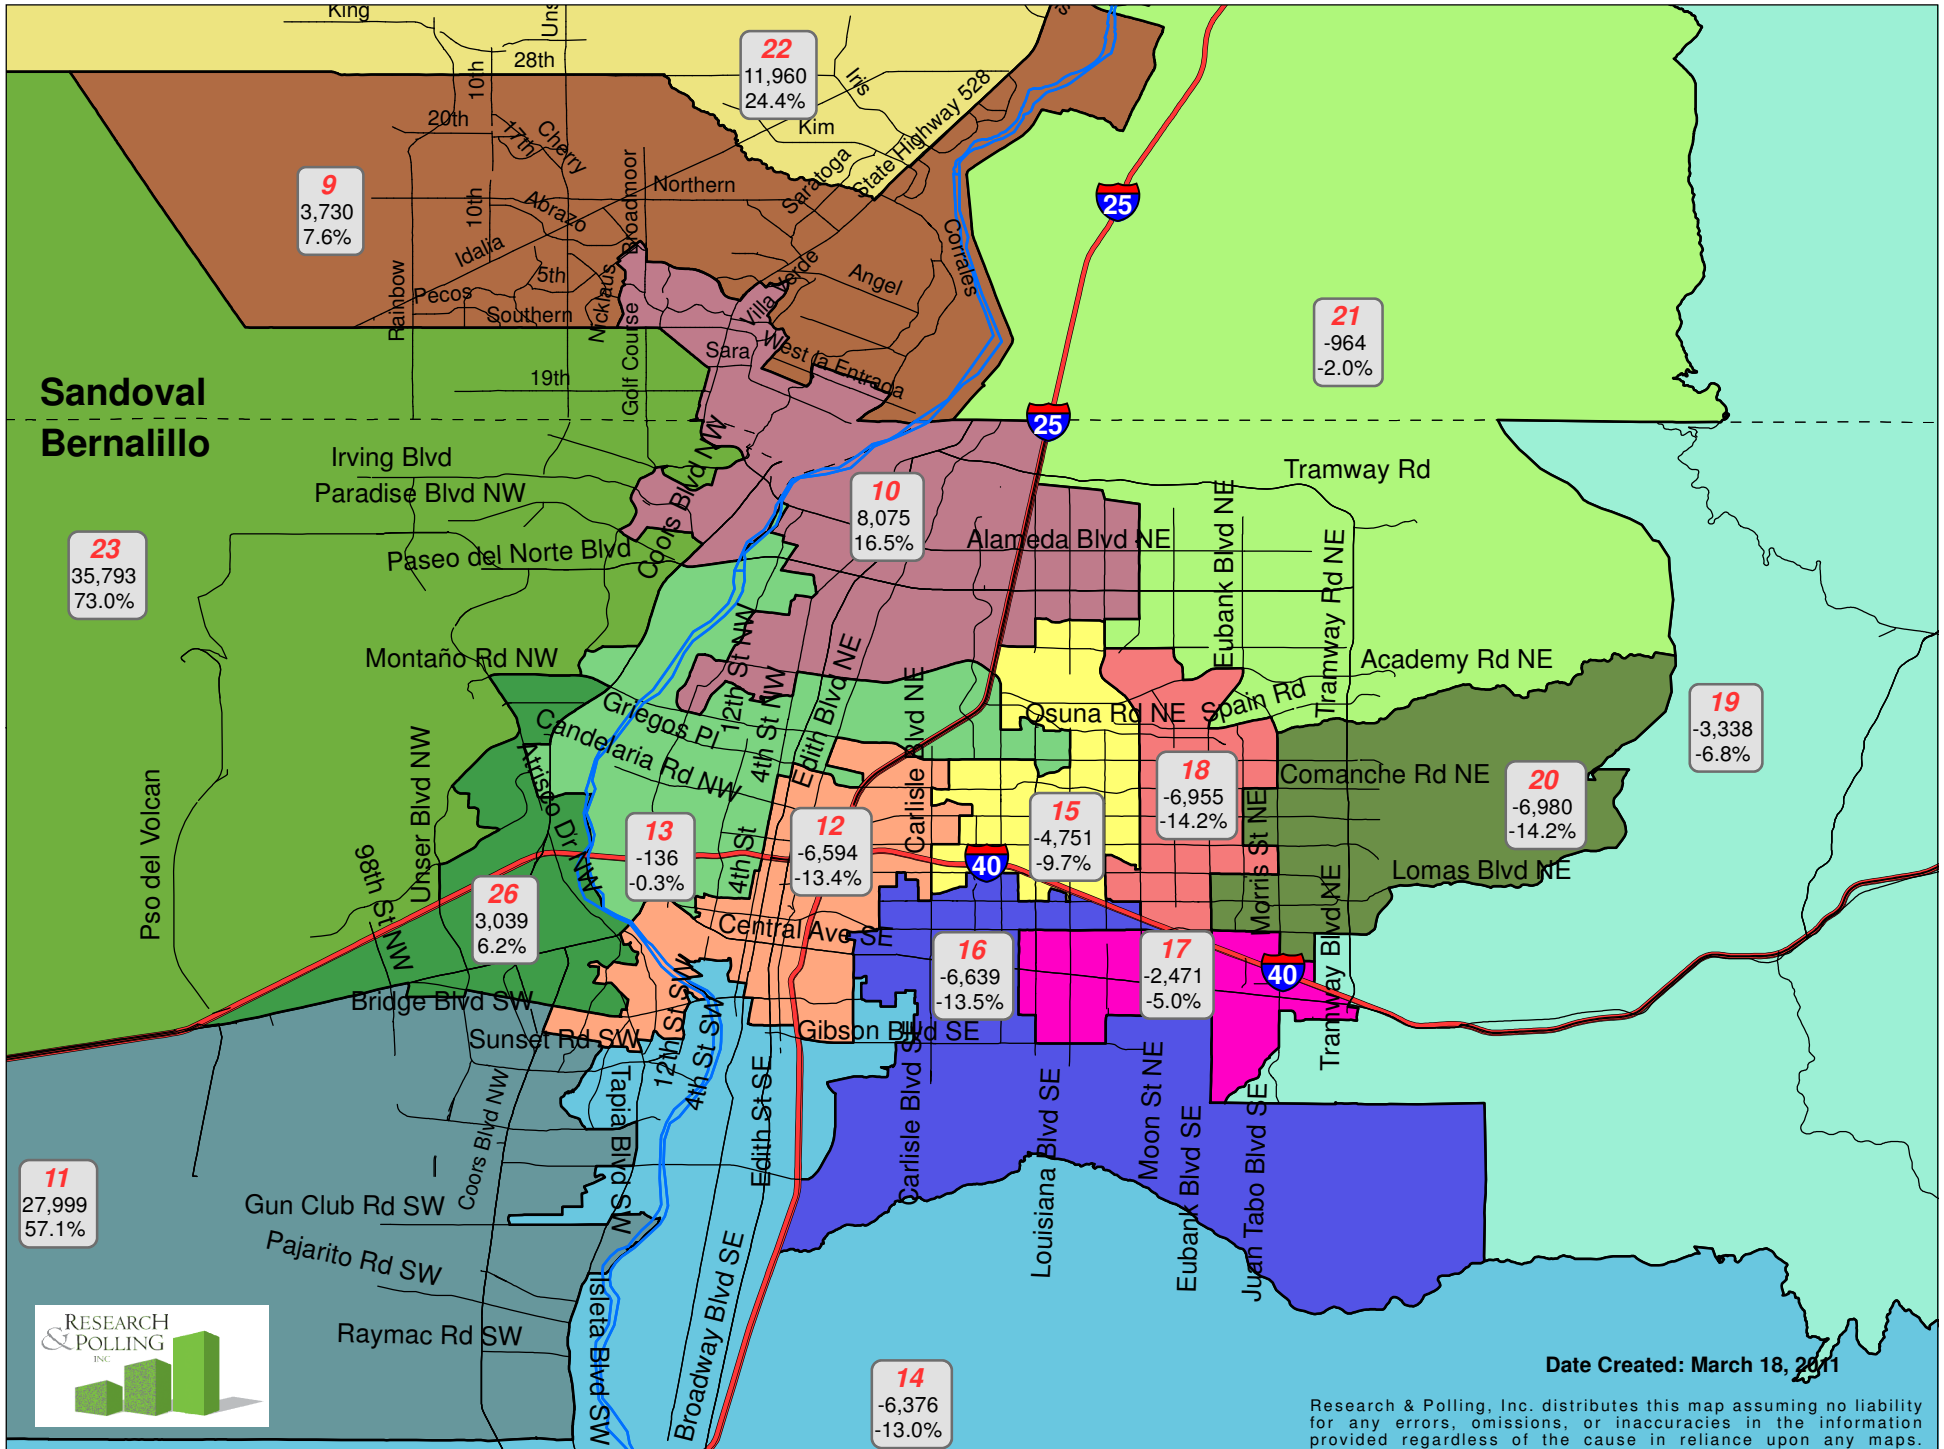 King
Uns
28th
10th
20th
17th
Cherry
22
11,960
24.4%
Iris
Kim
State Highway 528
Saratoga
9
3,730
7.6%
Northern
Broadmoor
10th
Abrazo
Idalia
5th
Pecos
Southern
Rainbow
Nicklaus
Golf Course
Villa Verde
Angel
Corrales
Sara
West la Entrada
19th
25
21
-964
-2.0%
Sandoval
Bernalillo
25
Irving Blvd
Paradise Blvd NW
Coors Blvd NW
Paseo del Norte Blvd
Tramway Rd
10
8,075
16.5%
Alameda Blvd NE
Eubank Blvd NE
Tramway Rd NE
23
35,793
73.0%
Montaño Rd NW
12th St NW
4th St NW
Edith Blvd NE
Griegos Pl
Candelaria Rd NW
Carlisle Blvd NE
Osuna Rd NE
Spain Rd
Academy Rd NE
19
-3,338
-6.8%
Pso del Volcan
Unser Blvd NW
Atrisco Dr NW
98th St NW
Comanche Rd NE
18
-6,955
-14.2%
20
-6,980
-14.2%
15
-4,751
-9.7%
13
-136
-0.3%
12
-6,594
-13.4%
4th St
40
Morris St NE
Lomas Blvd NE
26
3,039
6.2%
Central Ave SE
16
-6,639
-13.5%
17
-2,471
-5.0%
40
Tramway Blvd NE
Bridge Blvd SW
Sunset Rd SW
12th St SW
4th St SW
Gibson Blvd SE
Tapia Blvd SW
Edith St SE
Carlisle Blvd SE
Louisiana Blvd SE
Moon St NE
Eubank Blvd SE
Juan Tabo Blvd SE
Coors Blvd NW
11
27,999
57.1%
Gun Club Rd SW
Pajarito Rd SW
Raymac Rd SW
Isleta Blvd SW
Broadway Blvd SE
14
-6,376
-13.0%
RESEARCH
& POLLING
INC
Date Created: March 18, 2011
Research & Polling, Inc. distributes this map assuming no liability
for any errors, omissions, or inaccuracies in the information
provided regardless of the cause in reliance upon any maps.